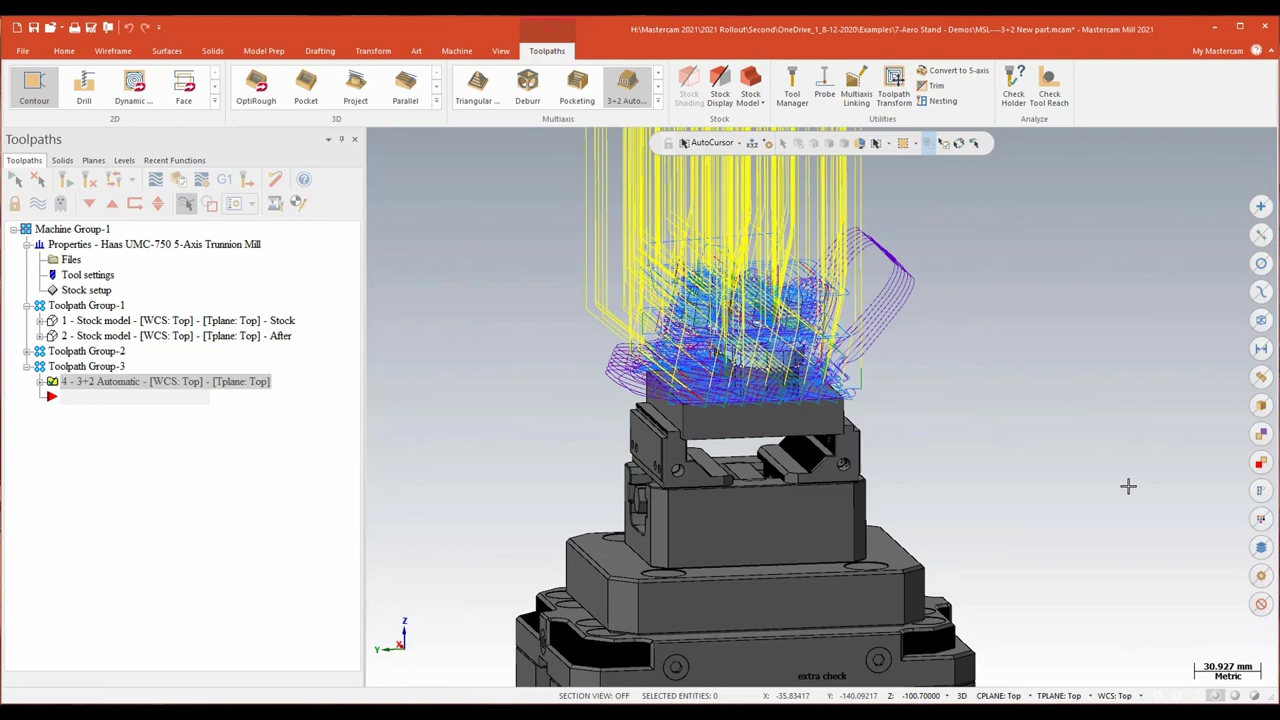 H:\Mastercam 2021\2021 Rollout\Second\OneDrive_1_8-12-2020\Examples\7-Aero Stand - Demos\MSL----3+2 New part.mcam* - Mastercam Mill 2021
File Home Wireframe Surfaces Solids Model Prep Drafting Transform Art Machine View Toolpaths My Mastercam
Contour Drill Dynamic ... Face
2D
OptiRough Pocket Project Parallel
3D
Triangular ... Deburr Pocketing 3+2 Auto...
Multiaxis
Stock Shading Stock Display Stock Model
Stock
Tool Manager Probe Multiaxis Linking Toolpath Transform Convert to 5-axis Trim Nesting
Utilities
Check Holder Check Tool Reach
Analyze
Toolpaths
Toolpaths Solids Planes Levels Recent Functions
G1
AutoCursor
XYZ
Machine Group-1
Properties - Haas UMC-750 5-Axis Trunnion Mill
Files
Tool settings
Stock setup
Toolpath Group-1
1 - Stock model - [WCS: Top] - [Tplane: Top] - Stock
2 - Stock model - [WCS: Top] - [Tplane: Top] - After
Toolpath Group-2
Toolpath Group-3
4 - 3+2 Automatic - [WCS: Top] - [Tplane: Top]
Z
Y
X
extra check
30.927 mm
Metric
SECTION VIEW: OFF SELECTED ENTITIES: 0 X: -35.83417 Y: -140.09217 Z: -100.70000 3D CPLANE: Top TPLANE: Top WCS: Top